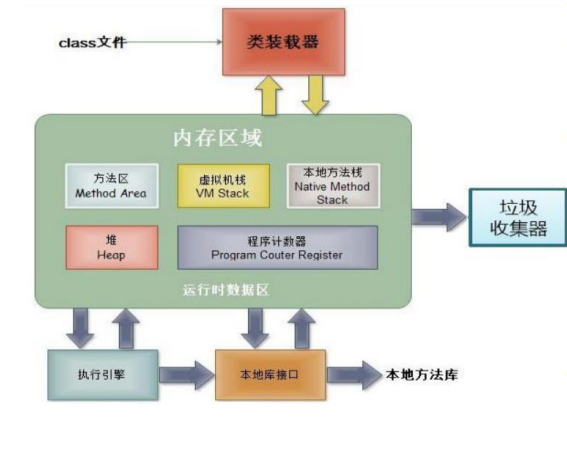 class文件
类装载器
内存区域
方法区
Method Area
虚拟机栈
VM Stack
本地方法栈
Native Method
Stack
堆
Heap
程序计数器
Program Couter Register
运行时数据区
垃圾
收集器
执行引擎
本地库接口
本地方法库